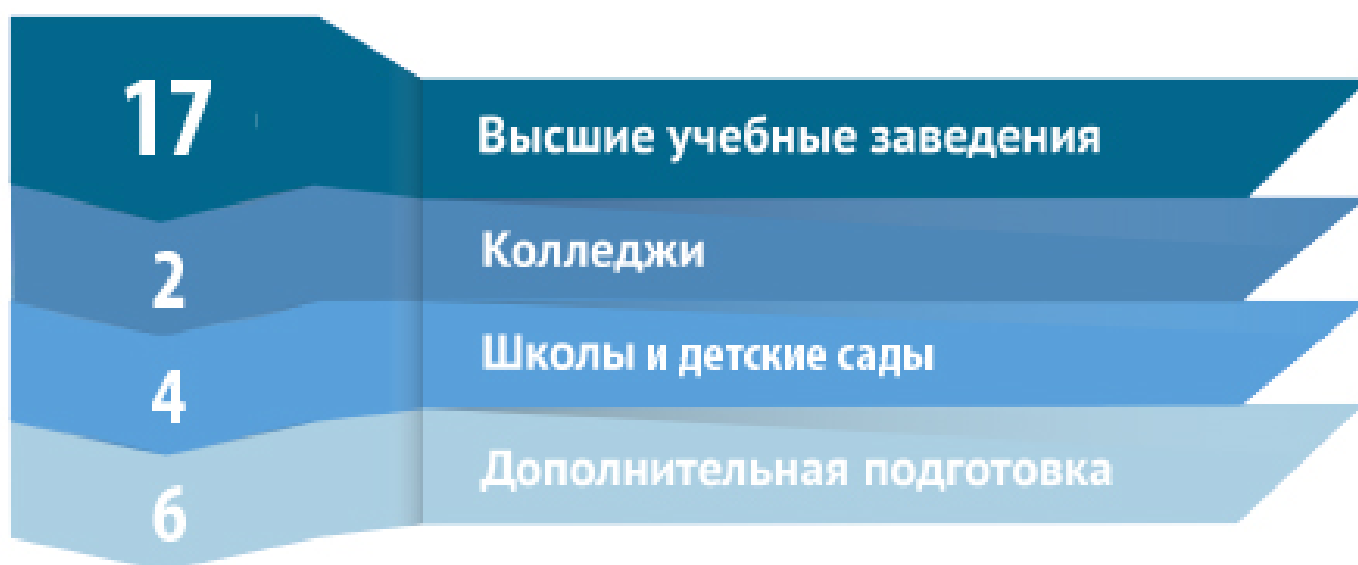 17 Высшие учебные заведения
2 Колледжи
4 Школы и детские сады
6 Дополнительная подготовка